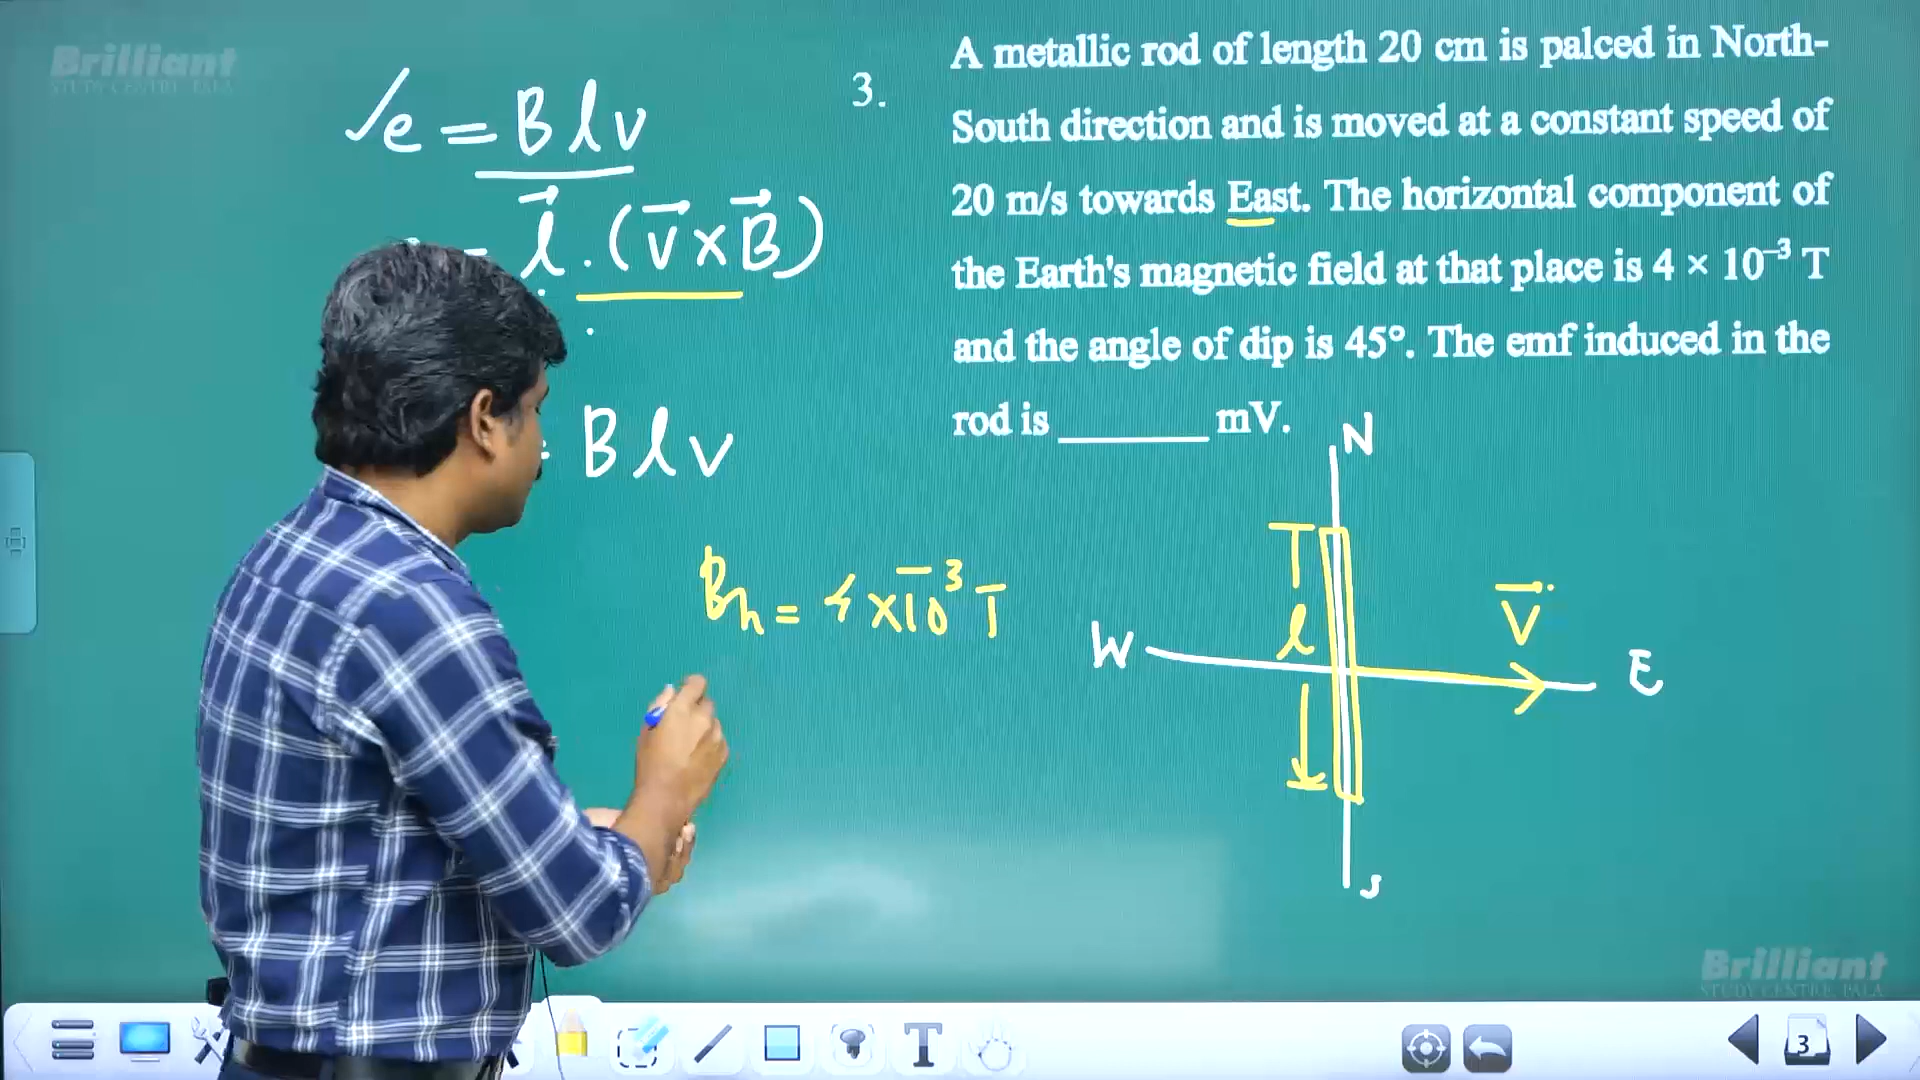 Brilliant
STUDY CENTRE, PALA
e = Blv
= l⃗ . (v⃗ × B⃗)
= Blv
3.
A metallic rod of length 20 cm is palced in North-
South direction and is moved at a constant speed of
20 m/s towards East. The horizontal component of
the Earth's magnetic field at that place is 4 × 10⁻³ T
and the angle of dip is 45°. The emf induced in the
rod is ________ mV.
Bh = 4 × 10⁻³ T
N
l
v⃗
W
E
S
Brilliant
STUDY CENTRE, PALA
T
3